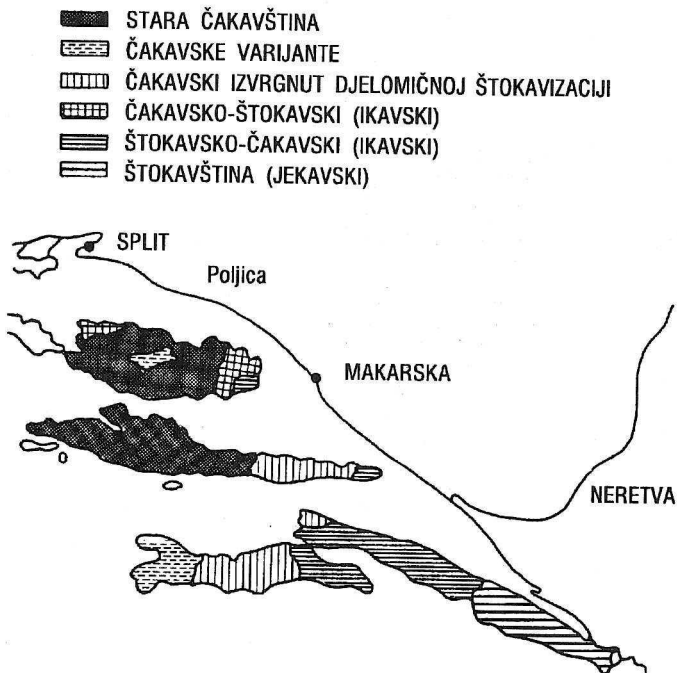 STARA ČAKAVŠTINA
ČAKAVSKE VARIJANTE
ČAKAVSKI IZVRGNUT DJELOMIČNOJ ŠTOKAVIZACIJI
ČAKAVSKO-ŠTOKAVSKI (IKAVSKI)
ŠTOKAVSKO-ČAKAVSKI (IKAVSKI)
ŠTOKAVŠTINA (JEKAVSKI)
SPLIT
Poljica
MAKARSKA
NERETVA